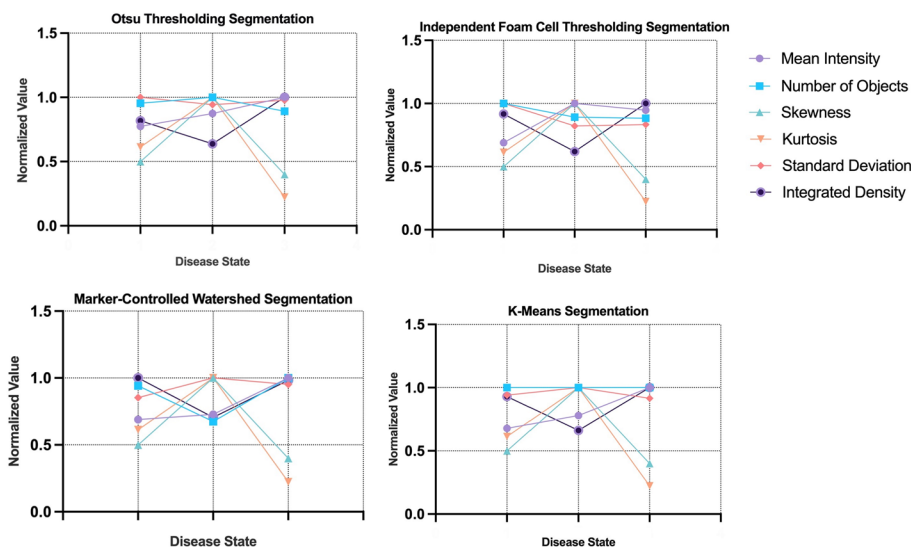 Otsu Thresholding Segmentation
1.5
1.0
0.5
0.0
Normalized Value
Disease State
Independent Foam Cell Thresholding Segmentation
1.5
1.0
0.5
0.0
Normalized Value
Disease State
Mean Intensity
Number of Objects
Skewness
Kurtosis
Standard Deviation
Integrated Density
Marker-Controlled Watershed Segmentation
1.5
1.0
0.5
0.0
Normalized Value
Disease State
K-Means Segmentation
1.5
1.0
0.5
0.0
Normalized Value
Disease State